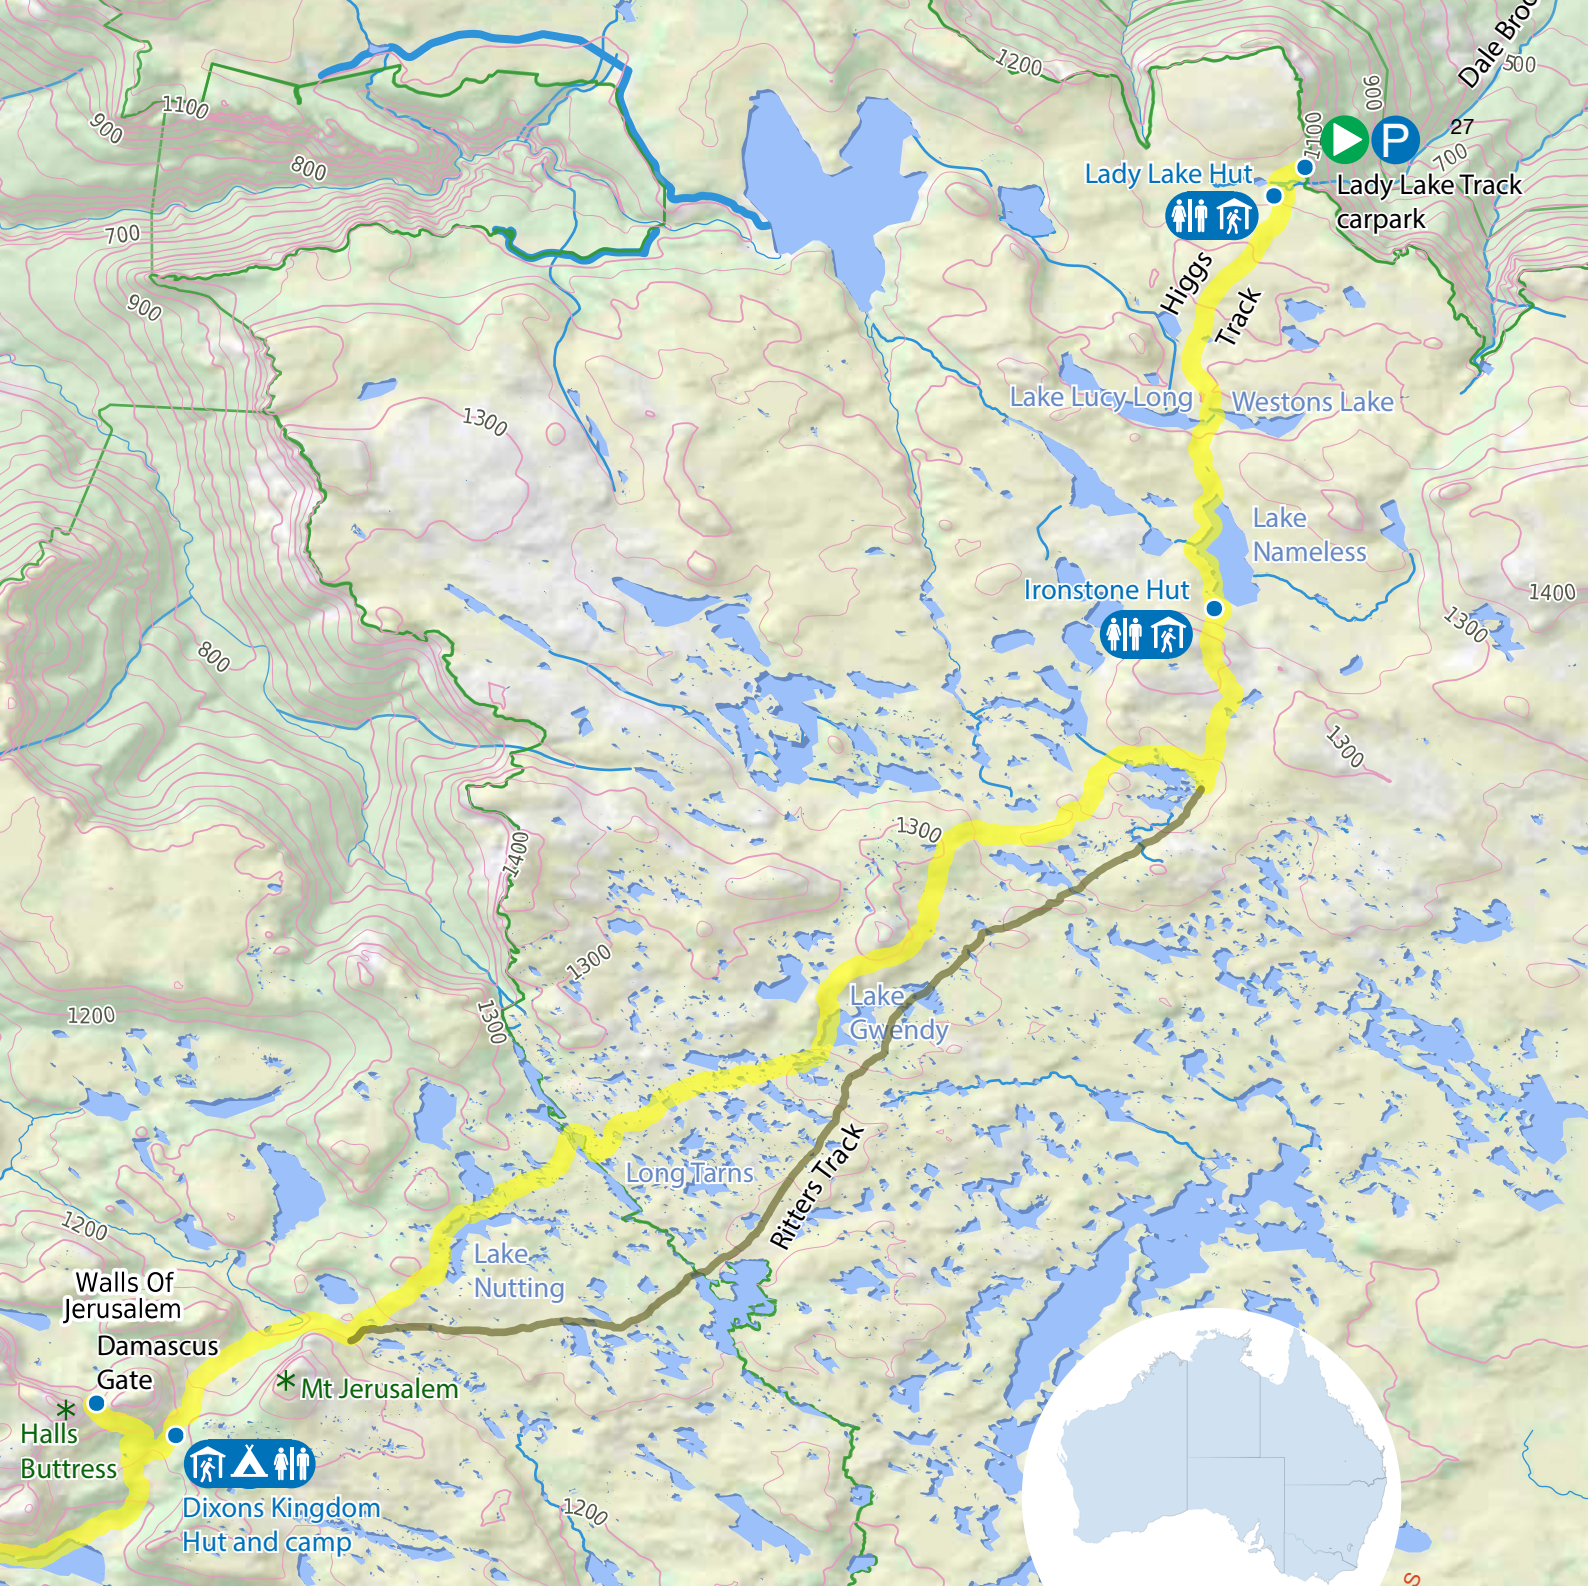 1200
Dale Broo
500
900
1100
900
1100
27
P
700
800
Lady Lake Hut
Lady Lake Track
carpark
700
Higgs
Track
900
Lake Lucy Long
Westons Lake
1300
Lake
Nameless
Ironstone Hut
1400
1300
800
1300
1300
1400
1300
Lake
Gwendy
1200
1300
Long Tarns
Ritters Track
1200
Lake
Nutting
Walls Of
Jerusalem
Damascus
Gate
Mt Jerusalem
Halls
Buttress
Dixons Kingdom
Hut and camp
1200
S